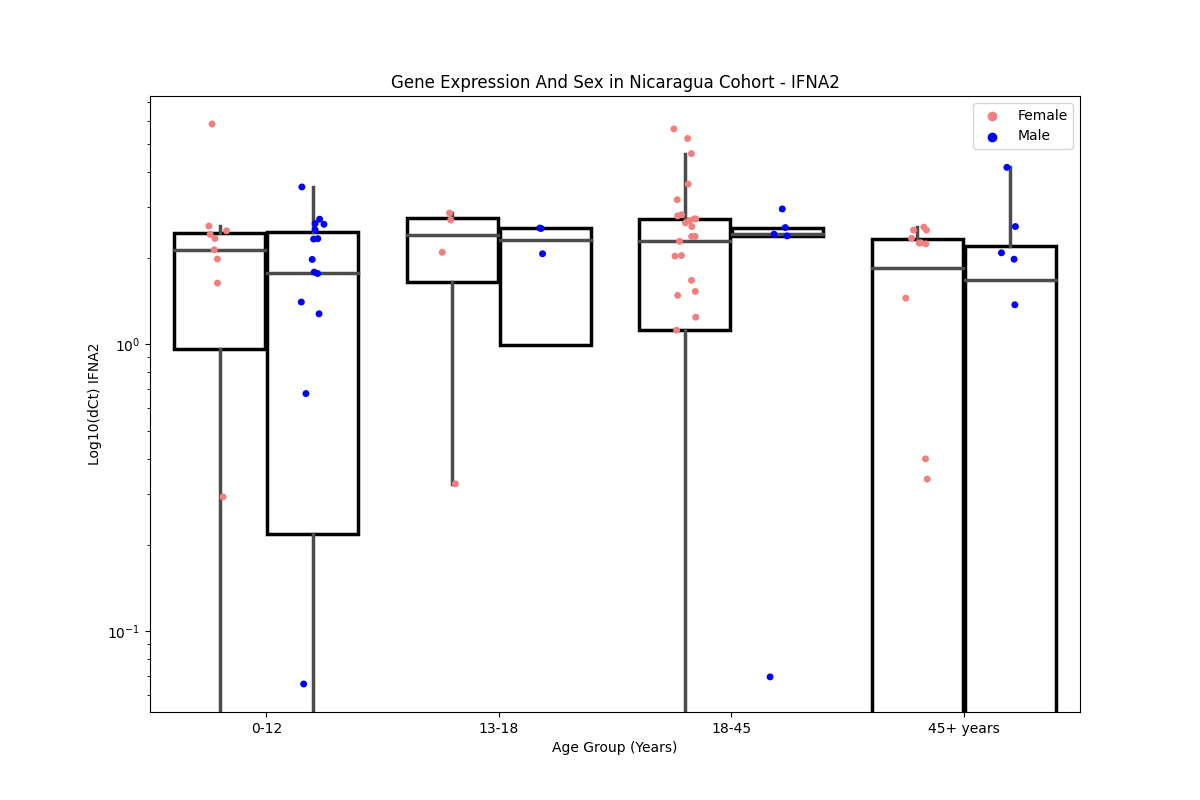 Gene Expression And Sex in Nicaragua Cohort - IFNA2
Female
Male
Log10(dCt) IFNA2
10⁰
10⁻¹
0-12
13-18
18-45
45+ years
Age Group (Years)